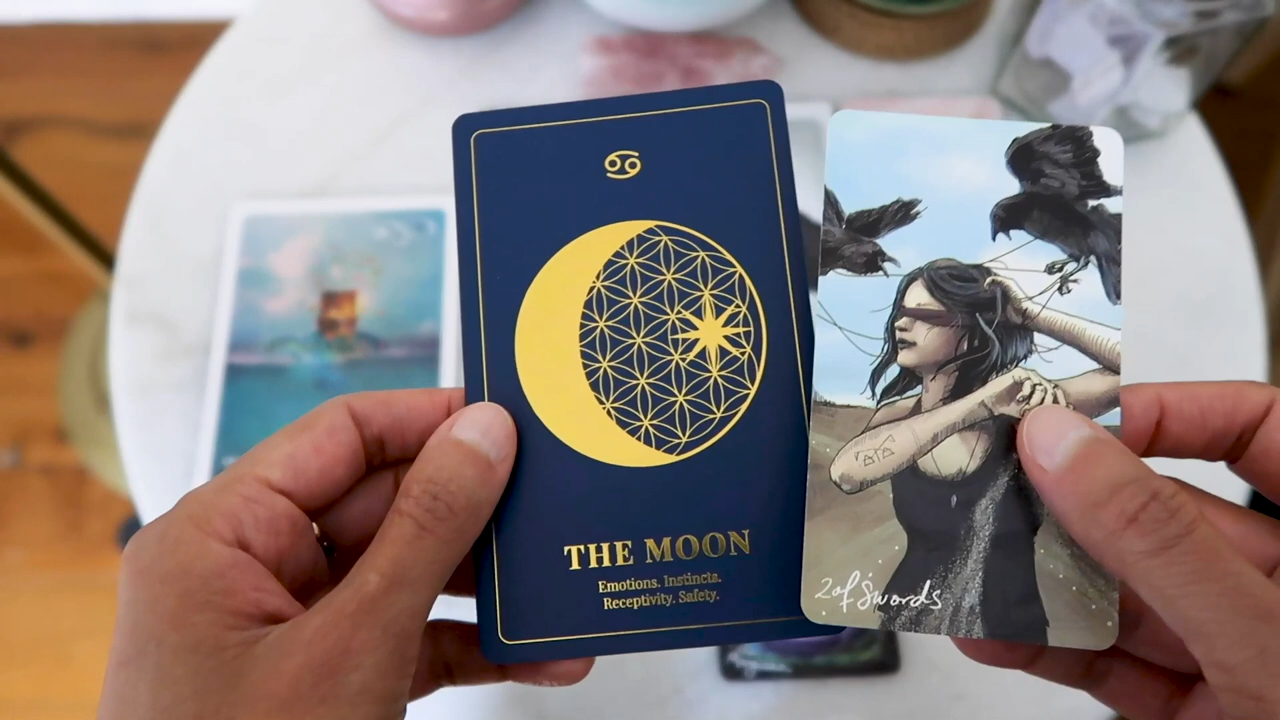 ♋
THE MOON
Emotions. Instincts.
Receptivity. Safety.
2 of Swords